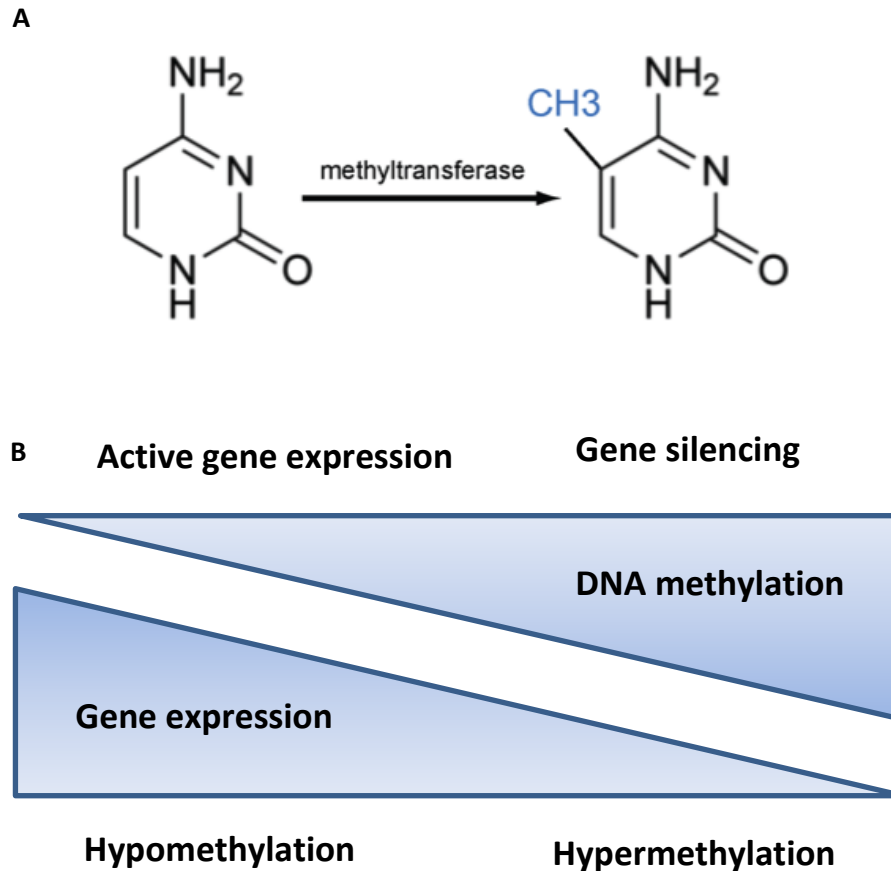 A
NH2
N
N
H
O
methyltransferase
CH3
NH2
N
N
H
O
B
Active gene expression
Gene silencing
DNA methylation
Gene expression
Hypomethylation
Hypermethylation